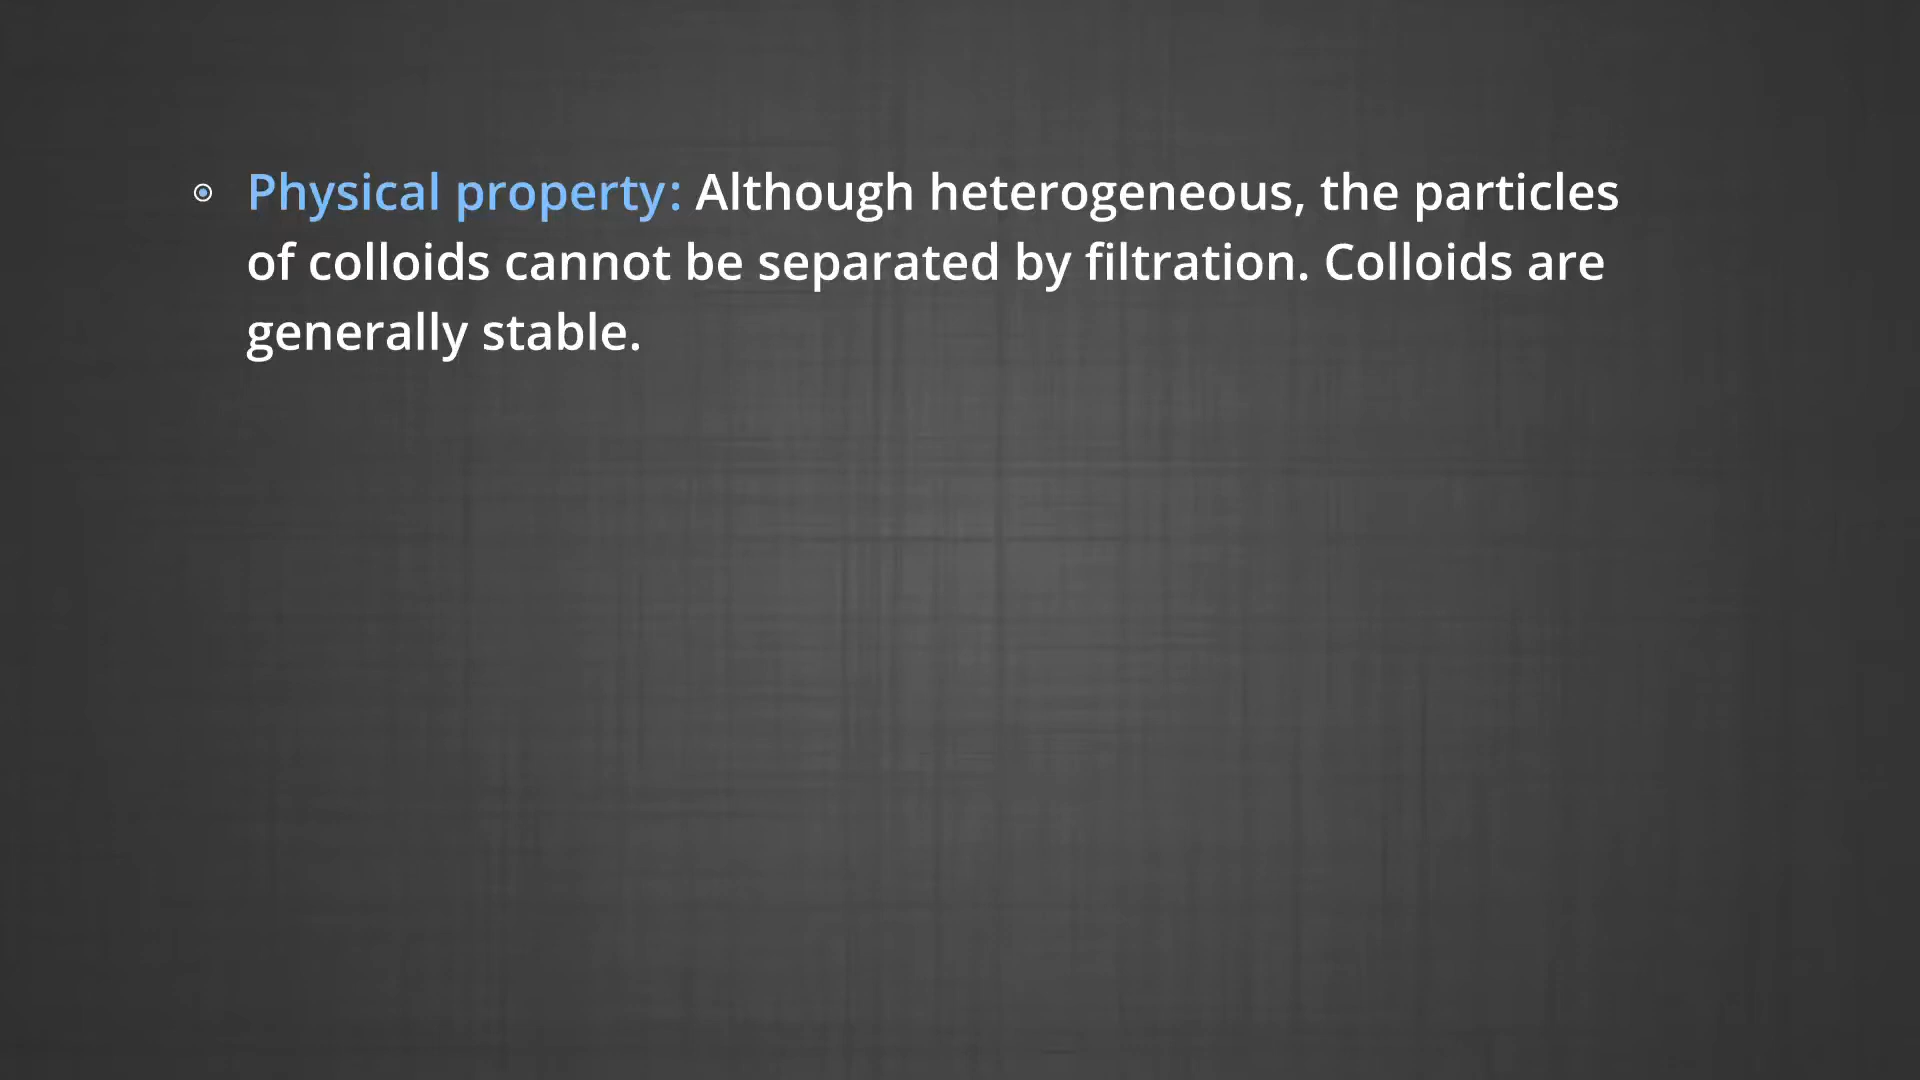 Physical property: Although heterogeneous, the particles
of colloids cannot be separated by filtration. Colloids are
generally stable.